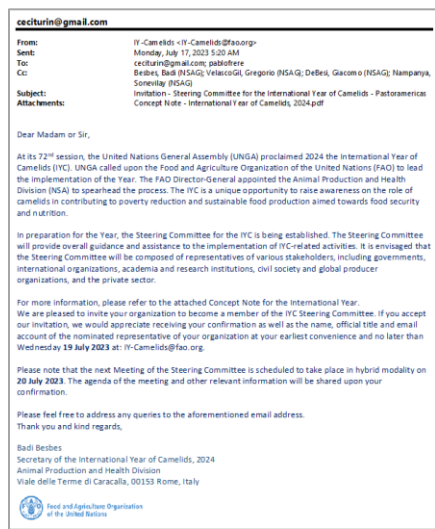 ceciturin@gmail.com
From: IY-Camelids <IY-Camelids@fao.org>
Sent: Monday, July 17, 2023 5:20 AM
To: ceciturin@gmail.com; pablofrere
Cc: Besbes, Badi (NSAG); VelascoGil, Gregorio (NSAG); DeBesi, Giacomo (NSAG); Nampanya,
Sonevilay (NSAG)
Subject: Invitation - Steering Committee for the International Year of Camelids - Pastoramericas
Attachments: Concept Note - International Year of Camelids, 2024.pdf
Dear Madam or Sir,
At its 72nd session, the United Nations General Assembly (UNGA) proclaimed 2024 the International Year of
Camelids (IYC). UNGA called upon the Food and Agriculture Organization of the United Nations (FAO) to lead
the implementation of the Year. The FAO Director-General appointed the Animal Production and Health
Division (NSA) to spearhead the process. The IYC is a unique opportunity to raise awareness on the role of
camelids in contributing to poverty reduction and sustainable food production aimed towards food security
and nutrition.
In preparation for the Year, the Steering Committee for the IYC is being established. The Steering Committee
will provide overall guidance and assistance to the implementation of IYC-related activities. It is envisaged that
the Steering Committee will be composed of representatives of various stakeholders, including governments,
international organizations, academia and research institutions, civil society and global producer
organizations, and the private sector.
For more information, please refer to the attached Concept Note for the International Year.
We are pleased to invite your organization to become a member of the IYC Steering Committee. If you accept
our invitation, we would appreciate receiving your confirmation as well as the name, official title and email
account of the nominated representative of your organization at your earliest convenience and no later than
Wednesday 19 July 2023 at: IY-Camelids@fao.org.
Please note that the next Meeting of the Steering Committee is scheduled to take place in hybrid modality on
20 July 2023. The agenda of the meeting and other relevant information will be shared upon your
confirmation.
Please feel free to address any queries to the aforementioned email address.
Thank you and kind regards,
Badi Besbes
Secretary of the International Year of Camelids, 2024
Animal Production and Health Division
Viale delle Terme di Caracalla, 00153 Rome, Italy
Food and Agriculture Organization
of the United Nations